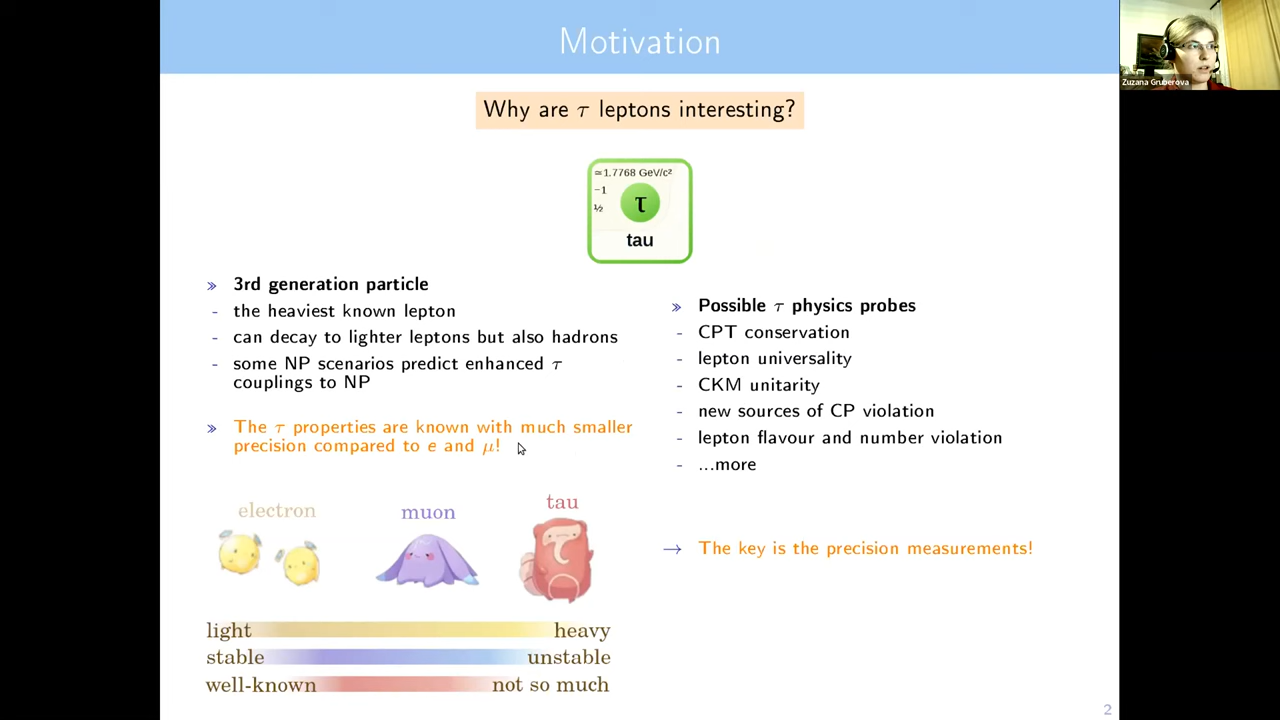 Motivation
Zuzana Gruberova
Why are τ leptons interesting?
≃1.7768 GeV/c²
−1
½
τ
tau
» 3rd generation particle
- the heaviest known lepton
- can decay to lighter leptons but also hadrons
- some NP scenarios predict enhanced τ
couplings to NP
» The τ properties are known with much smaller
precision compared to e and μ!
electron
muon
tau
light heavy
stable unstable
well-known not so much
» Possible τ physics probes
- CPT conservation
- lepton universality
- CKM unitarity
- new sources of CP violation
- lepton flavour and number violation
- ...more
→ The key is the precision measurements!
2